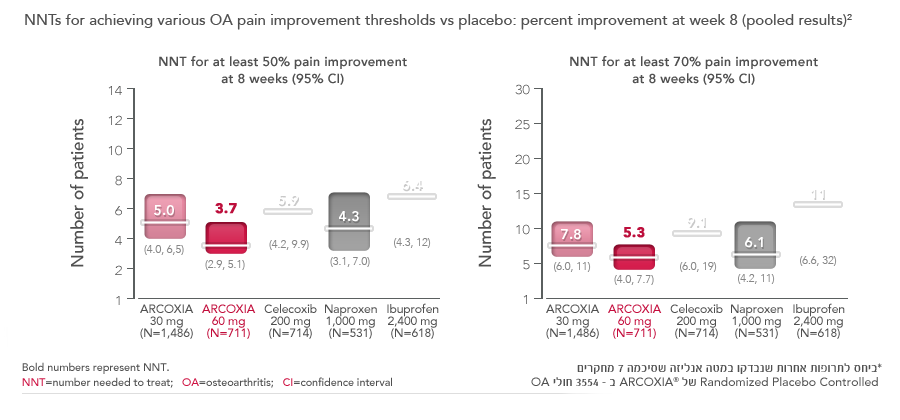 NNTs for achieving various OA pain improvement thresholds vs placebo: percent improvement at week 8 (pooled results)²
NNT for at least 50% pain improvement
at 8 weeks (95% CI)
Number of patients
14
12
10
8
6
4
2
1
5.0
(4.0, 6,5)
3.7
(2.9, 5.1)
5.9
(4.2, 9.9)
4.3
(3.1, 7.0)
6.4
(4.3, 12)
ARCOXIA
30 mg
(N=1,486)
ARCOXIA
60 mg
(N=711)
Celecoxib
200 mg
(N=714)
Naproxen
1,000 mg
(N=531)
Ibuprofen
2,400 mg
(N=618)
NNT for at least 70% pain improvement
at 8 weeks (95% CI)
Number of patients
30
25
20
15
10
5
1
7.8
(6.0, 11)
5.3
(4.0, 7.7)
9.1
(6.0, 19)
6.1
(4.2, 11)
11
(6.6, 32)
ARCOXIA
30 mg
(N=1,486)
ARCOXIA
60 mg
(N=711)
Celecoxib
200 mg
(N=714)
Naproxen
1,000 mg
(N=531)
Ibuprofen
2,400 mg
(N=618)
Bold numbers represent NNT.
NNT=number needed to treat; OA=osteoarthritis; CI=confidence interval
*ביחס לתרופות אחרות שנבדקו במטה אנליזה שסיכמה 7 מחקרים
Randomized Placebo Controlled של ARCOXIA® ב - 3554 חולי OA